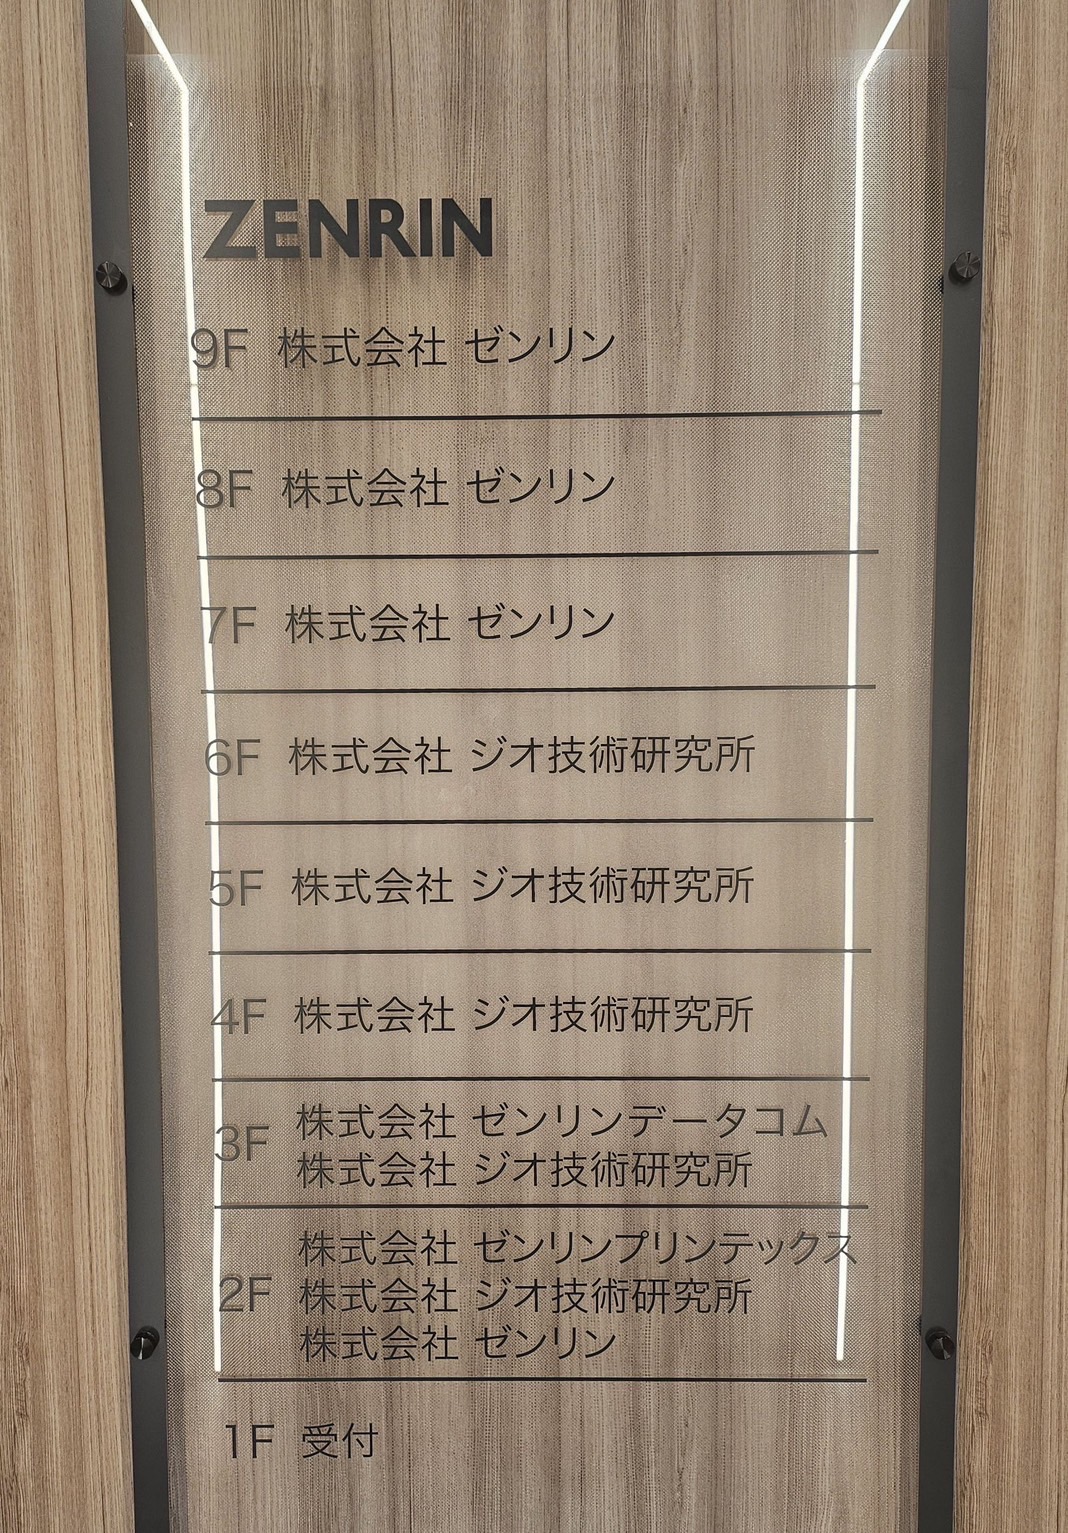 ZENRIN
9F 株式会社 ゼンリン
8F 株式会社 ゼンリン
7F 株式会社 ゼンリン
6F 株式会社 ジオ技術研究所
5F 株式会社 ジオ技術研究所
4F 株式会社 ジオ技術研究所
3F 株式会社 ゼンリンデータコム
株式会社 ジオ技術研究所
2F 株式会社 ゼンリンプリンテックス
株式会社 ジオ技術研究所
株式会社 ゼンリン
1F 受付